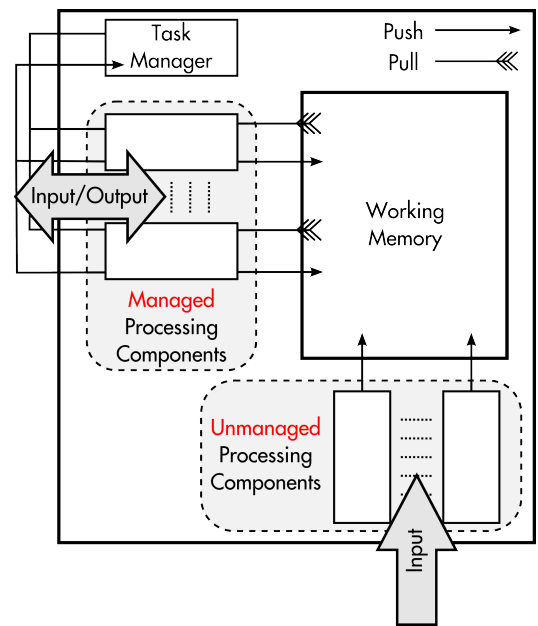 Task
Manager
Push
Pull
Input/Output
Working
Memory
Managed
Processing
Components
Unmanaged
Processing
Components
Input